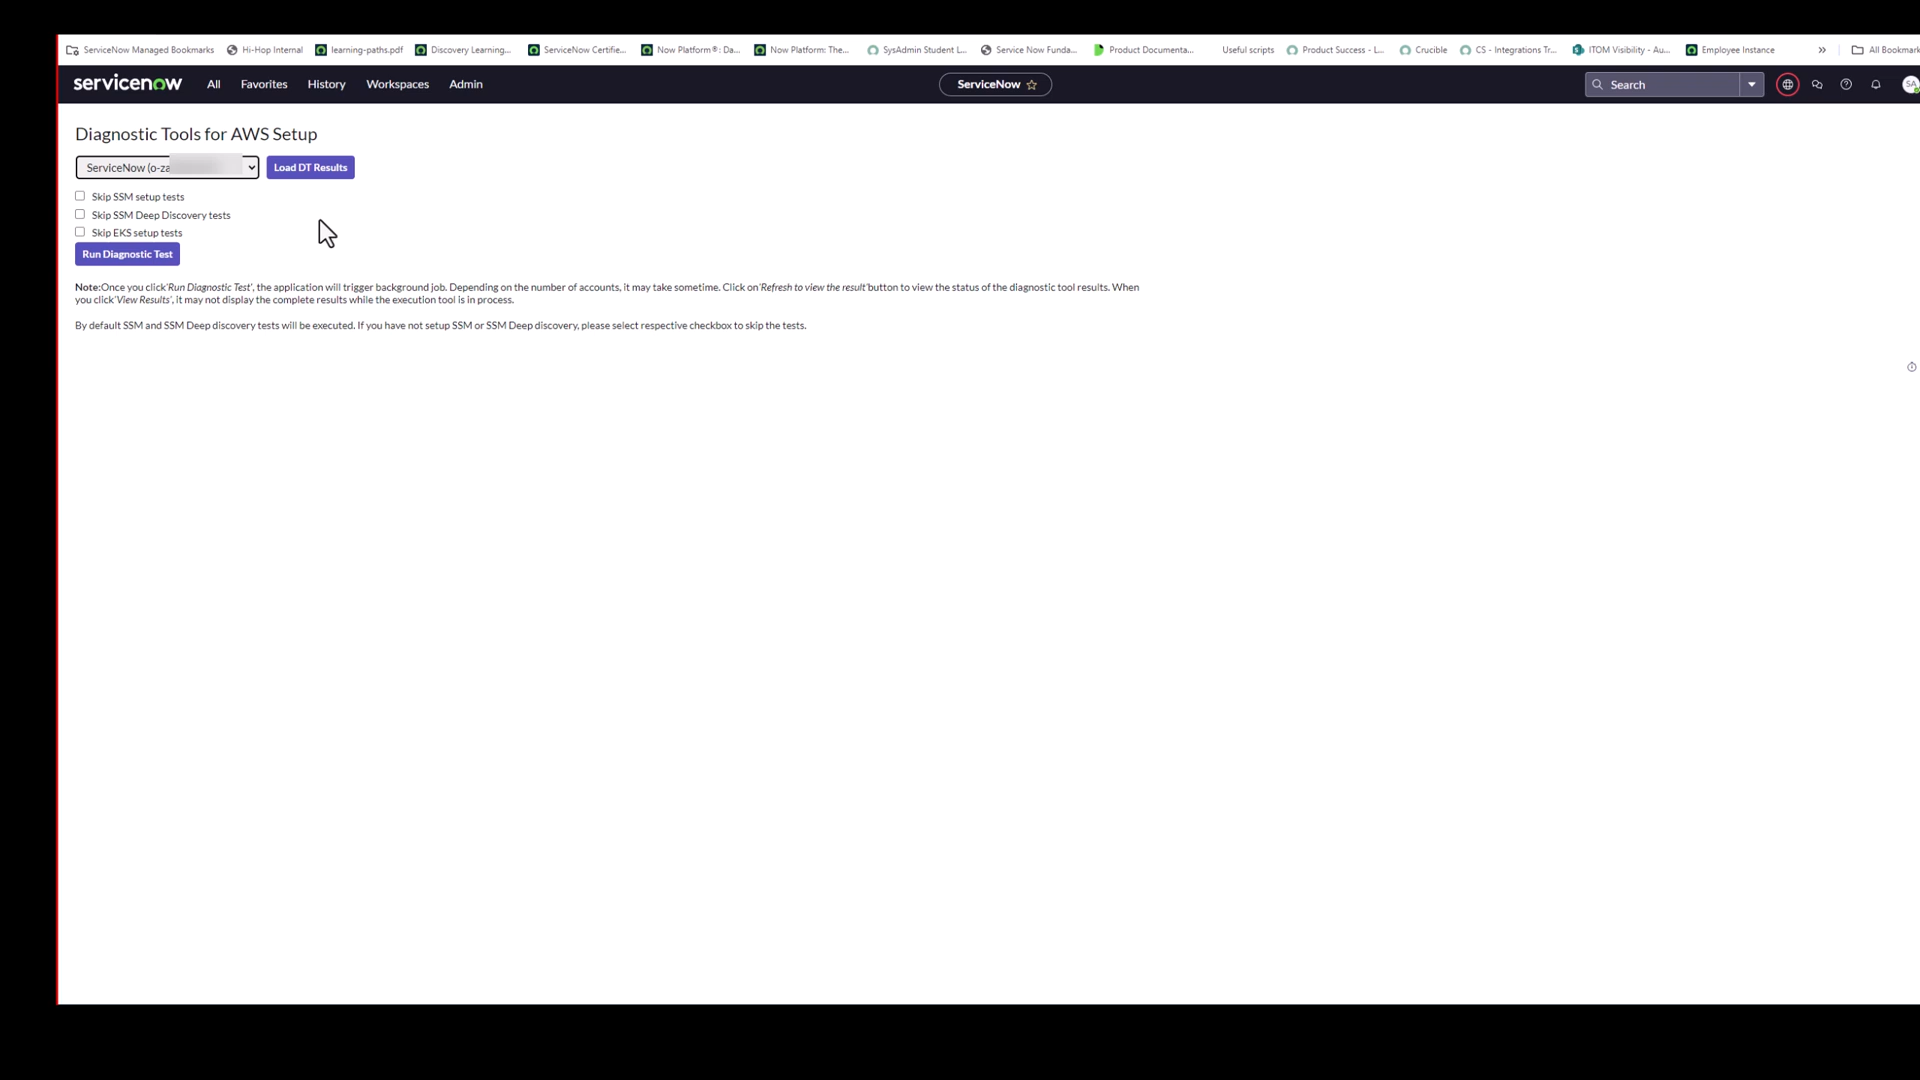 ServiceNow Managed Bookmarks Hi-Hop Internal learning-paths.pdf Discovery Learning... ServiceNow Certifie... Now Platform®: Da... Now Platform: The... SysAdmin Student L... Service Now Funda... Product Documenta... Useful scripts Product Success - L... Crucible CS - Integrations Tr... ITOM Visibility - Au... Employee Instance » All Bookmark
servicenow All Favorites History Workspaces Admin ServiceNow Search SA
Diagnostic Tools for AWS Setup
ServiceNow (o-za Load DT Results
Skip SSM setup tests
Skip SSM Deep Discovery tests
Skip EKS setup tests
Run Diagnostic Test
Note:Once you click'Run Diagnostic Test', the application will trigger background job. Depending on the number of accounts, it may take sometime. Click on'Refresh to view the result'button to view the status of the diagnostic tool results. When
you click'View Results', it may not display the complete results while the execution tool is in process.
By default SSM and SSM Deep discovery tests will be executed. If you have not setup SSM or SSM Deep discovery, please select respective checkbox to skip the tests.